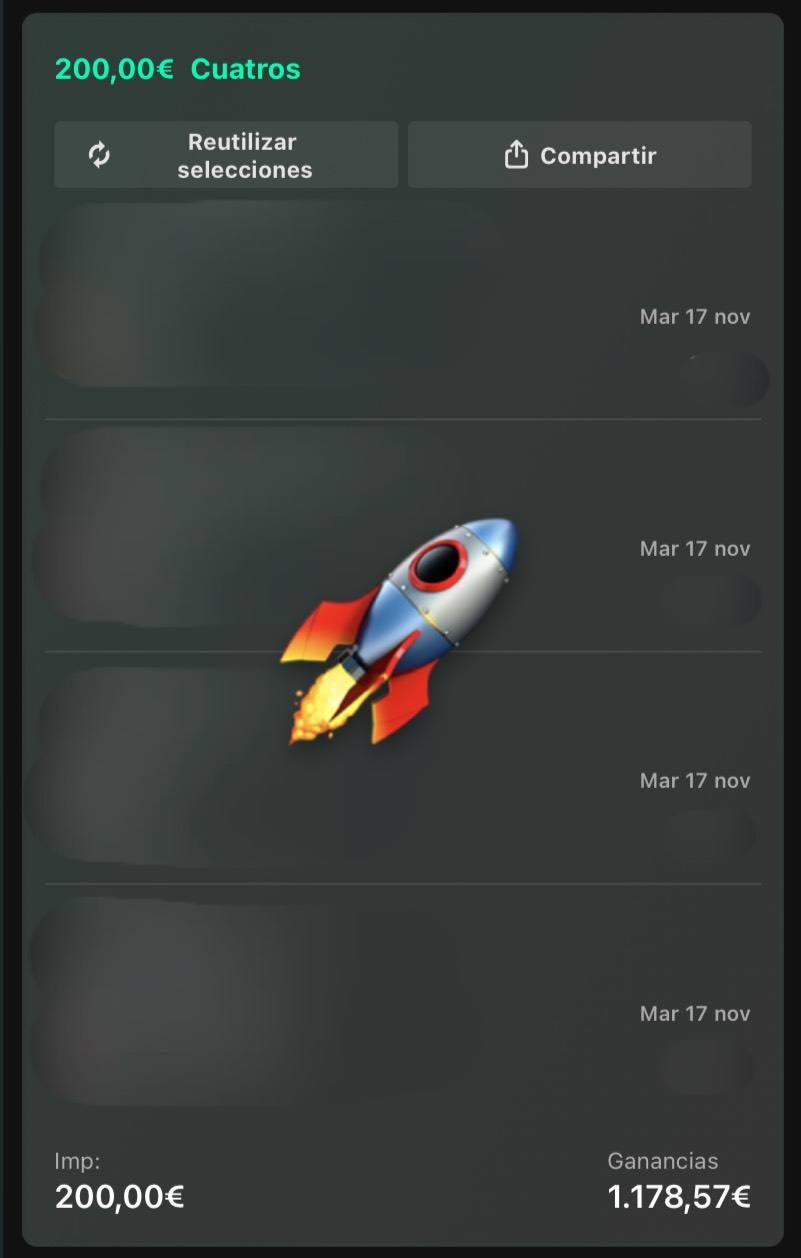 200,00€ Cuatros
Reutilizar
selecciones
Compartir
Mar 17 nov
Mar 17 nov
Mar 17 nov
Mar 17 nov
Imp:
Ganancias
200,00€
1.178,57€